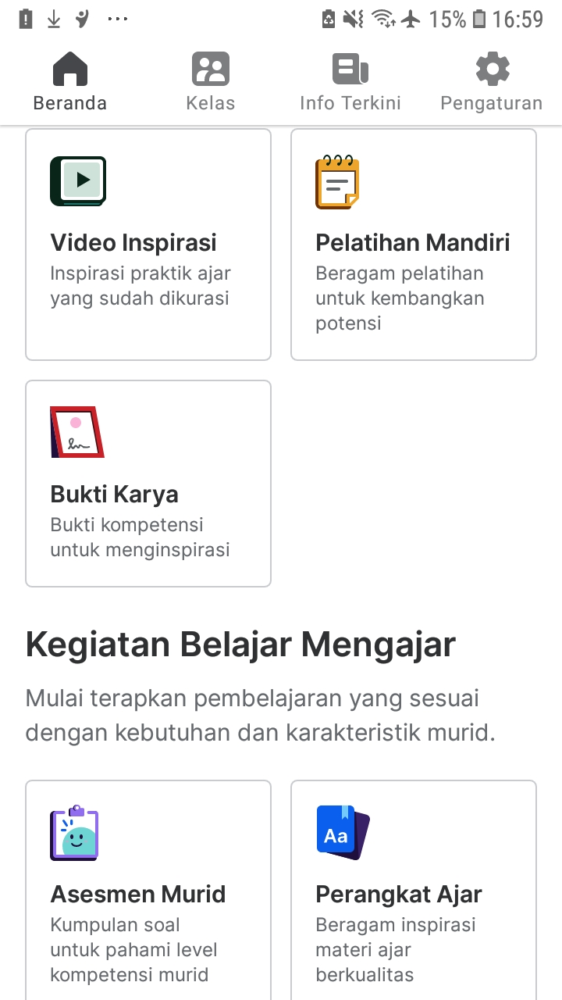 15% 16:59
Beranda Kelas Info Terkini Pengaturan
Video Inspirasi
Inspirasi praktik ajar
yang sudah dikurasi
Pelatihan Mandiri
Beragam pelatihan
untuk kembangkan
potensi
Bukti Karya
Bukti kompetensi
untuk menginspirasi
Kegiatan Belajar Mengajar
Mulai terapkan pembelajaran yang sesuai
dengan kebutuhan dan karakteristik murid.
Asesmen Murid
Kumpulan soal
untuk pahami level
kompetensi murid
Aa
Perangkat Ajar
Beragam inspirasi
materi ajar
berkualitas